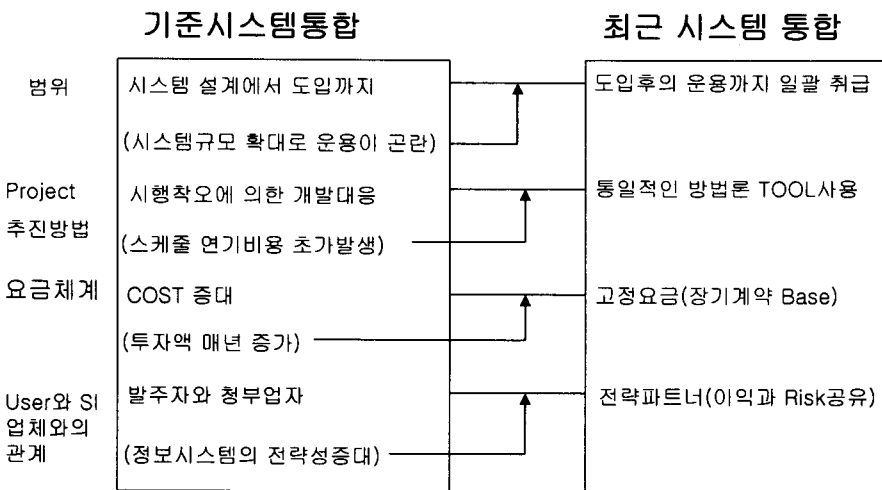 기준시스템통합 최근 시스템 통합
범위 시스템 설계에서 도입까지 도입후의 운용까지 일괄 취급
(시스템규모 확대로 운용이 곤란)
Project 시행착오에 의한 개발대응 통일적인 방법론 TOOL사용
추진방법
(스케줄 연기비용 초가발생)
요금체계 COST 증대 고정요금(장기계약 Base)
(투자액 매년 증가)
User와 SI 발주자와 청부업자 전략파트너(이익과 Risk공유)
업체와의
관계 (정보시스템의 전략성증대)